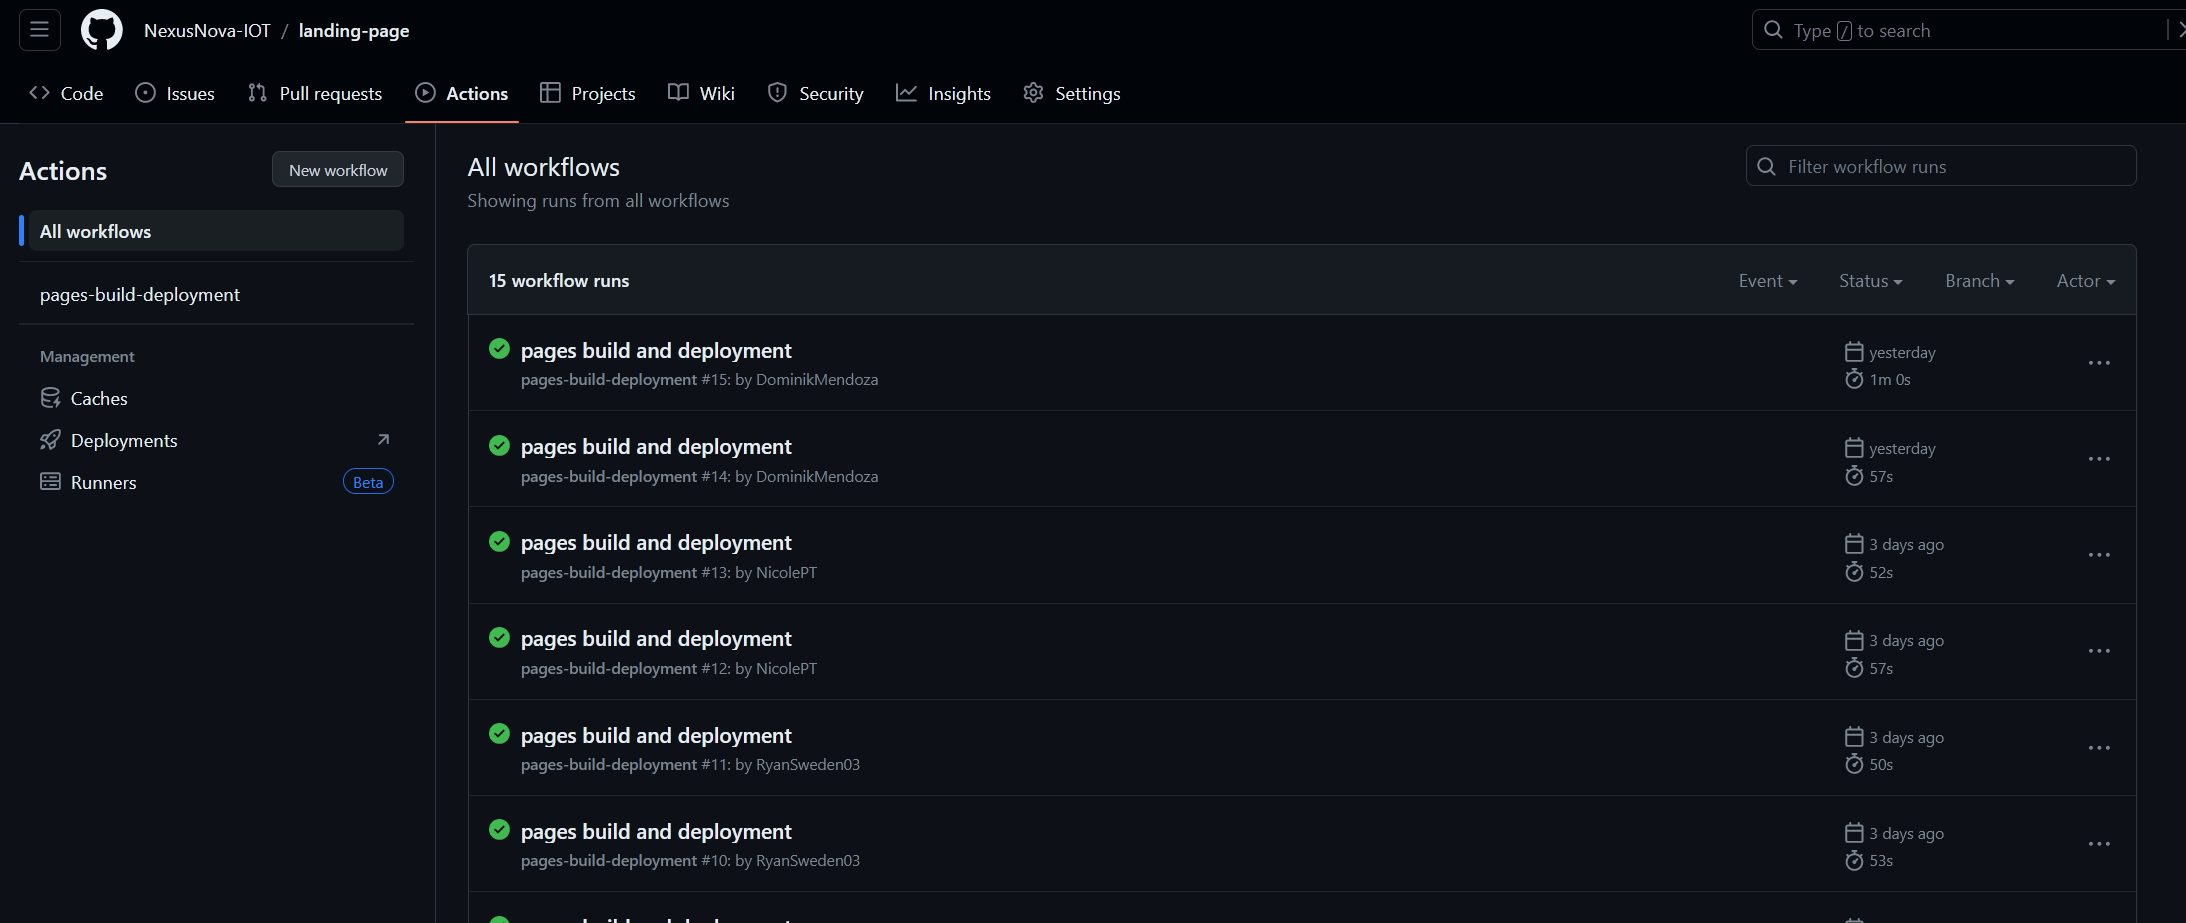 NexusNova-IOT / landing-page
Type / to search
Code Issues Pull requests Actions Projects Wiki Security Insights Settings
Actions
New workflow
All workflows
pages-build-deployment
Management
Caches
Deployments
Runners Beta
All workflows
Showing runs from all workflows
Filter workflow runs
15 workflow runs Event Status Branch Actor
pages build and deployment
pages-build-deployment #15: by DominikMendoza
yesterday
1m 0s
pages build and deployment
pages-build-deployment #14: by DominikMendoza
yesterday
57s
pages build and deployment
pages-build-deployment #13: by NicolePT
3 days ago
52s
pages build and deployment
pages-build-deployment #12: by NicolePT
3 days ago
57s
pages build and deployment
pages-build-deployment #11: by RyanSweden03
3 days ago
50s
pages build and deployment
pages-build-deployment #10: by RyanSweden03
3 days ago
53s